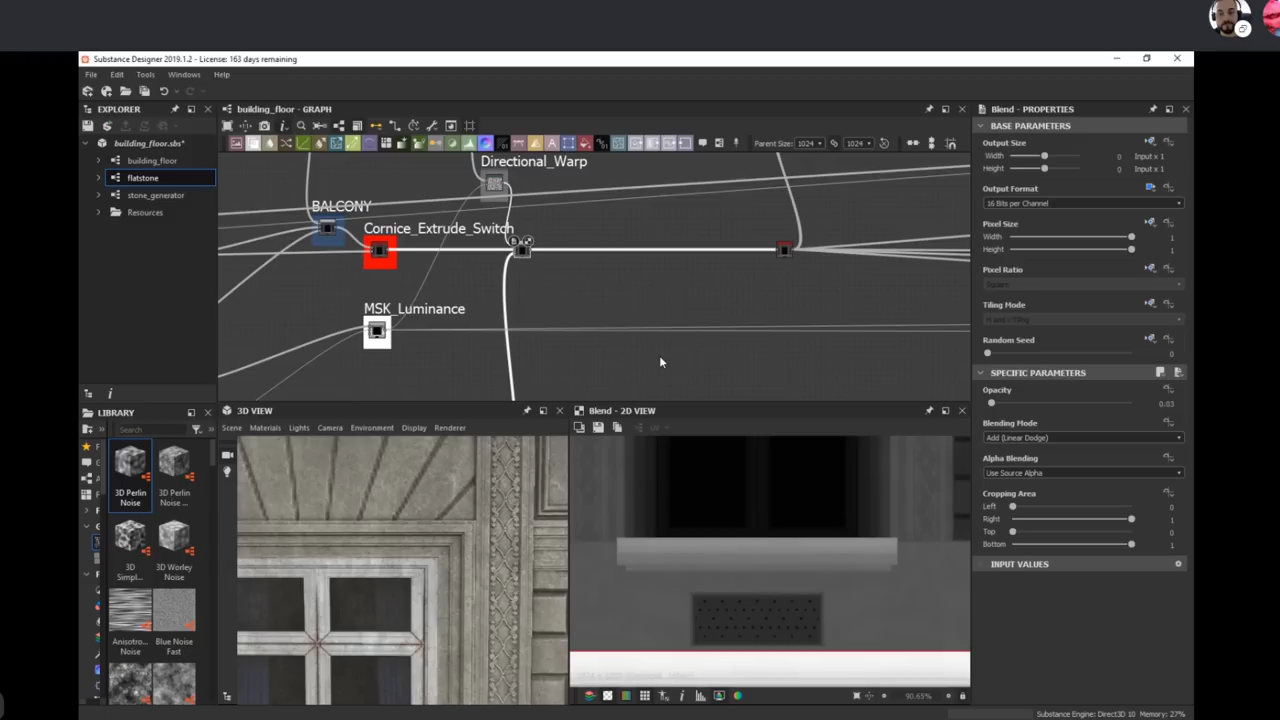 Substance Designer 2019.1.2 - License: 163 days remaining
File Edit Tools Windows Help
EXPLORER
building_floor.sbs*
building_floor
flatstone
stone_generator
Resources
building_floor - GRAPH
Parent Size: 1024 1024
Directional_Warp
BALCONY
Cornice_Extrude_Switch
MSK_Luminance
LIBRARY
Search
3D Perlin Noise
3D Perlin Noise ...
3D Simpl...
3D Worley Noise
Anisotro... Noise
Blue Noise Fast
3D VIEW
Scene Materials Lights Camera Environment Display Renderer
Blend - 2D VIEW
UV
90.65%
Blend - PROPERTIES
BASE PARAMETERS
Output Size
Width 0 Input x 1
Height 0 Input x 1
Output Format
16 Bits per Channel
Pixel Size
Width 1
Height 1
Pixel Ratio
Square
Tiling Mode
H and V Tiling
Random Seed
0
SPECIFIC PARAMETERS
Opacity
0.03
Blending Mode
Add (Linear Dodge)
Alpha Blending
Use Source Alpha
Cropping Area
Left 0
Right 1
Top 0
Bottom 1
INPUT VALUES
Substance Engine: Direct3D 10 Memory: 27%